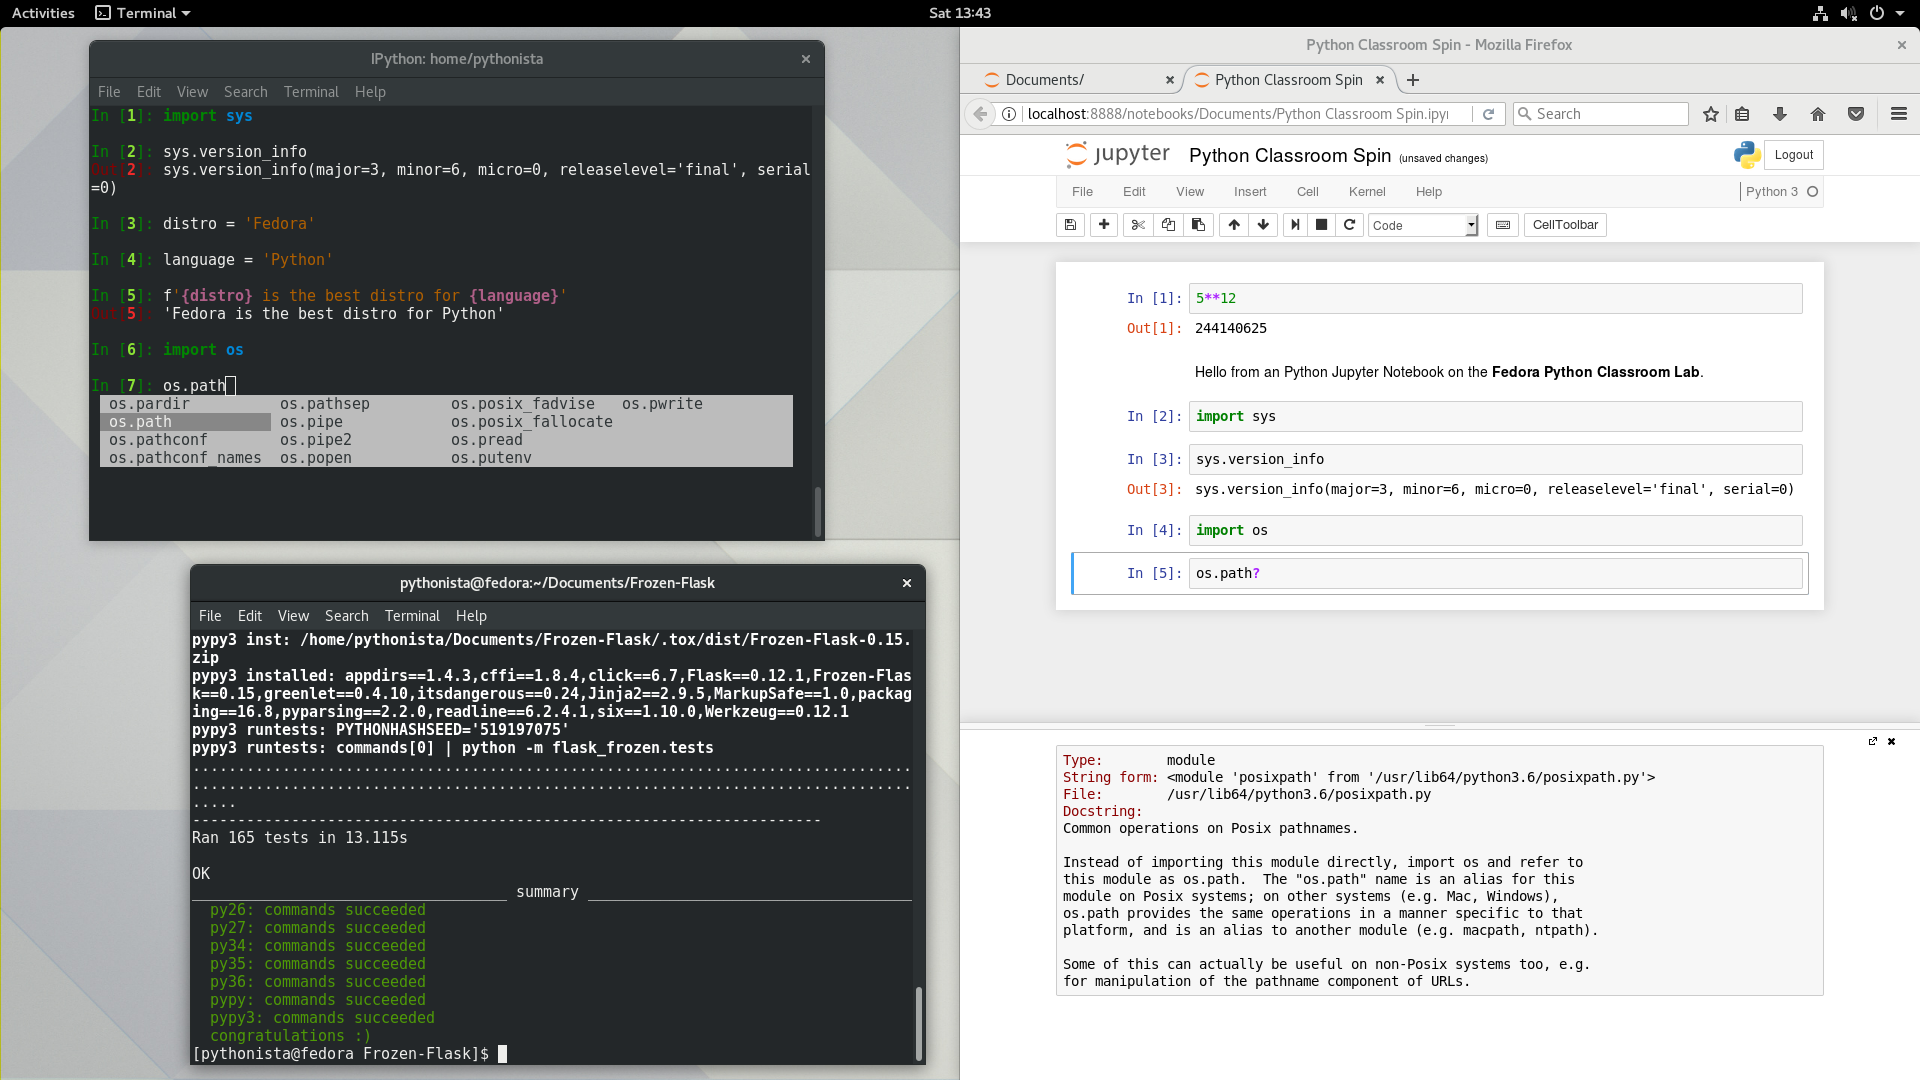 Activities Terminal Sat 13:43
IPython: home/pythonista
File Edit View Search Terminal Help
In [1]: import sys
In [2]: sys.version_info
Out[2]: sys.version_info(major=3, minor=6, micro=0, releaselevel='final', serial
=0)
In [3]: distro = 'Fedora'
In [4]: language = 'Python'
In [5]: f'{distro} is the best distro for {language}'
Out[5]: 'Fedora is the best distro for Python'
In [6]: import os
In [7]: os.path
os.pardir os.pathsep os.posix_fadvise os.pwrite
os.path os.pipe os.posix_fallocate
os.pathconf os.pipe2 os.pread
os.pathconf_names os.popen os.putenv
pythonista@fedora:~/Documents/Frozen-Flask
File Edit View Search Terminal Help
pypy3 inst: /home/pythonista/Documents/Frozen-Flask/.tox/dist/Frozen-Flask-0.15.
zip
pypy3 installed: appdirs==1.4.3,cffi==1.8.4,click==6.7,Flask==0.12.1,Frozen-Flas
k==0.15,greenlet==0.4.10,itsdangerous==0.24,Jinja2==2.9.5,MarkupSafe==1.0,packag
ing==16.8,pyparsing==2.2.0,readline==6.2.4.1,six==1.10.0,Werkzeug==0.12.1
pypy3 runtests: PYTHONHASHSEED='519197075'
pypy3 runtests: commands[0] | python -m flask_frozen.tests
................................................................................
................................................................................
.....
----------------------------------------------------------------------
Ran 165 tests in 13.115s
OK
___________________________________ summary ____________________________________
py26: commands succeeded
py27: commands succeeded
py34: commands succeeded
py35: commands succeeded
py36: commands succeeded
pypy: commands succeeded
pypy3: commands succeeded
congratulations :)
[pythonista@fedora Frozen-Flask]$
Python Classroom Spin - Mozilla Firefox
Documents/ Python Classroom Spin
localhost:8888/notebooks/Documents/Python Classroom Spin.ipyn Search
jupyter Python Classroom Spin (unsaved changes) Logout
File Edit View Insert Cell Kernel Help Python 3
Code CellToolbar
In [1]: 5**12
Out[1]: 244140625
Hello from an Python Jupyter Notebook on the Fedora Python Classroom Lab.
In [2]: import sys
In [3]: sys.version_info
Out[3]: sys.version_info(major=3, minor=6, micro=0, releaselevel='final', serial=0)
In [4]: import os
In [5]: os.path?
Type: module
String form: <module 'posixpath' from '/usr/lib64/python3.6/posixpath.py'>
File: /usr/lib64/python3.6/posixpath.py
Docstring:
Common operations on Posix pathnames.
Instead of importing this module directly, import os and refer to
this module as os.path. The "os.path" name is an alias for this
module on Posix systems; on other systems (e.g. Mac, Windows),
os.path provides the same operations in a manner specific to that
platform, and is an alias to another module (e.g. macpath, ntpath).
Some of this can actually be useful on non-Posix systems too, e.g.
for manipulation of the pathname component of URLs.